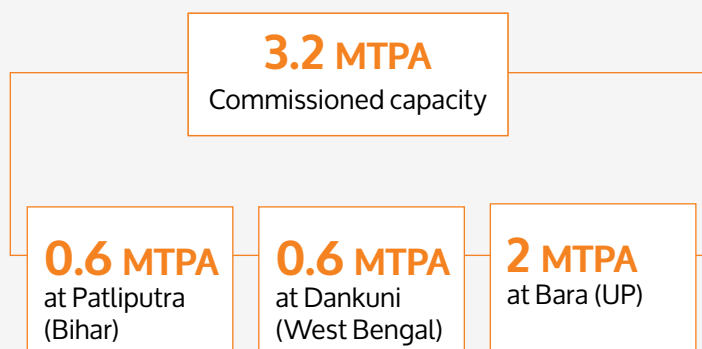 3.2 MTPA
Commissioned capacity
0.6 MTPA
at Patliputra
(Bihar)
0.6 MTPA
at Dankuni
(West Bengal)
2 MTPA
at Bara (UP)